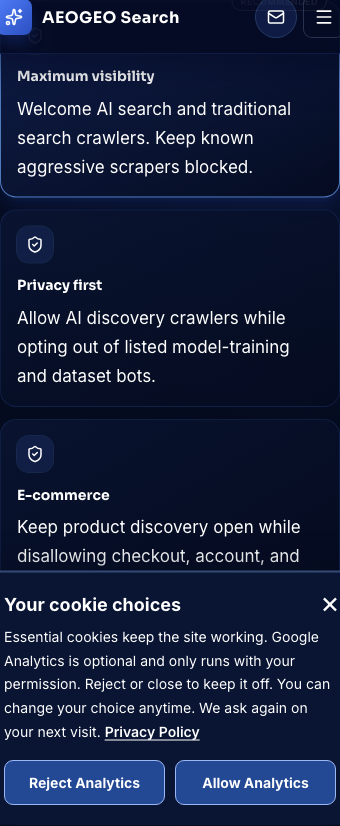 RECOMMENDED
AEOGEO Search
Maximum visibility
Welcome AI search and traditional
search crawlers. Keep known
aggressive scrapers blocked.
Privacy first
Allow AI discovery crawlers while
opting out of listed model-training
and dataset bots.
E-commerce
Keep product discovery open while
disallowing checkout, account, and
Your cookie choices
Essential cookies keep the site working. Google
Analytics is optional and only runs with your
permission. Reject or close to keep it off. You can
change your choice anytime. We ask again on
your next visit. Privacy Policy
Reject Analytics
Allow Analytics